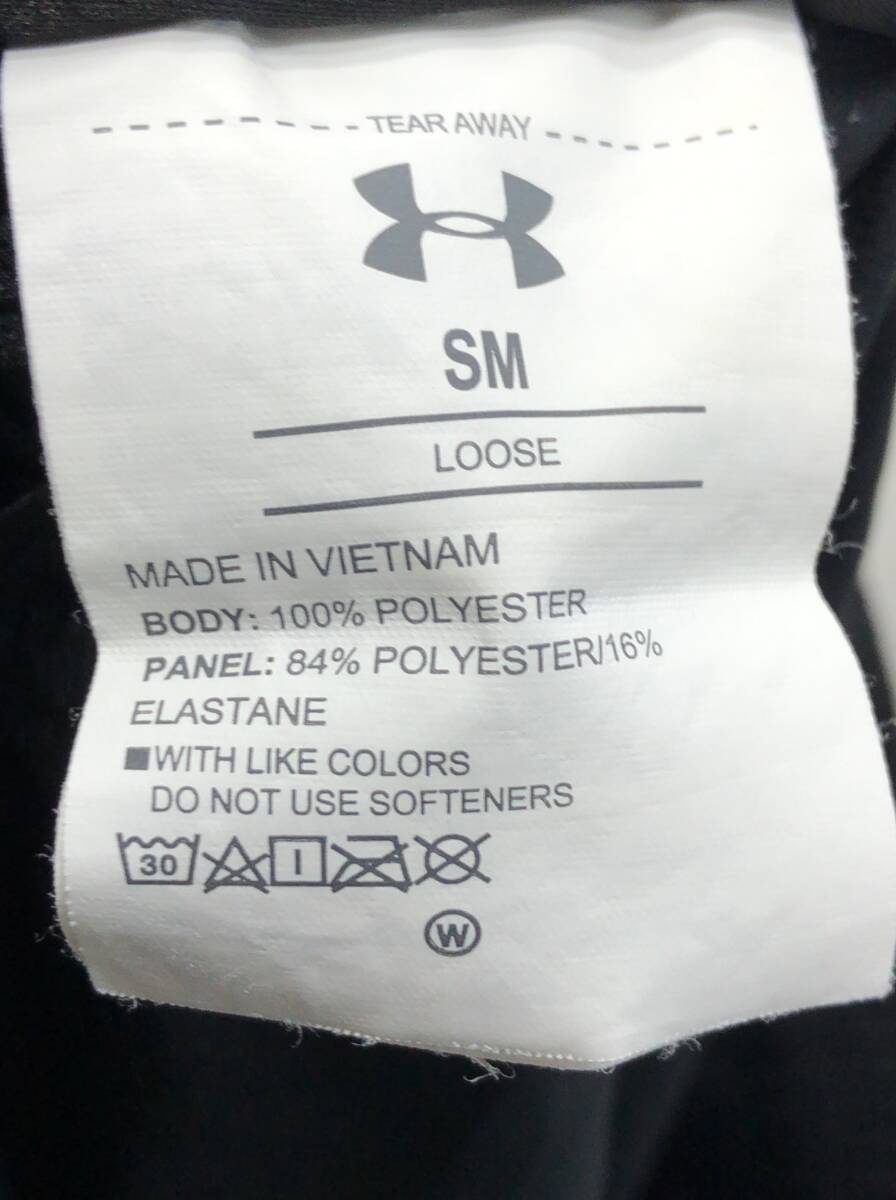 TEAR AWAY
SM
LOOSE
MADE IN VIETNAM
BODY: 100% POLYESTER
PANEL: 84% POLYESTER/16%
ELASTANE
■WITH LIKE COLORS
DO NOT USE SOFTENERS
30
W